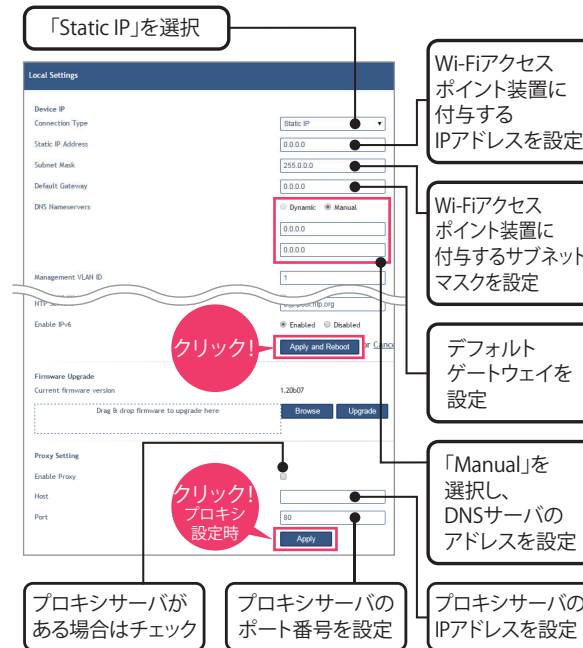 「Static IP」を選択
Local Settings
Device IP
Connection Type
Static IP
Static IP Address
0.0.0.0
Subnet Mask
255.0.0.0
Default Gateway
0.0.0.0
DNS Nameservers
Dynamic
Manual
0.0.0.0
0.0.0.0
Management VLAN ID
1
Enable IPv6
Enabled
Disabled
クリック!
Apply and Reboot
or Cance
Firmware Upgrade
Current firmware version
1.20b07
Drag & drop firmware to upgrade here
Browse
Upgrade
Proxy Setting
Enable Proxy
Host
Port
80
クリック!
プロキシ
設定時
Apply
Wi-Fiアクセス
ポイント装置に
付与する
IPアドレスを設定
Wi-Fiアクセス
ポイント装置に
付与するサブネット
マスクを設定
デフォルト
ゲートウェイを
設定
「Manual」を
選択し、
DNSサーバの
アドレスを設定
プロキシサーバが
ある場合はチェック
プロキシサーバの
ポート番号を設定
プロキシサーバの
IPアドレスを設定